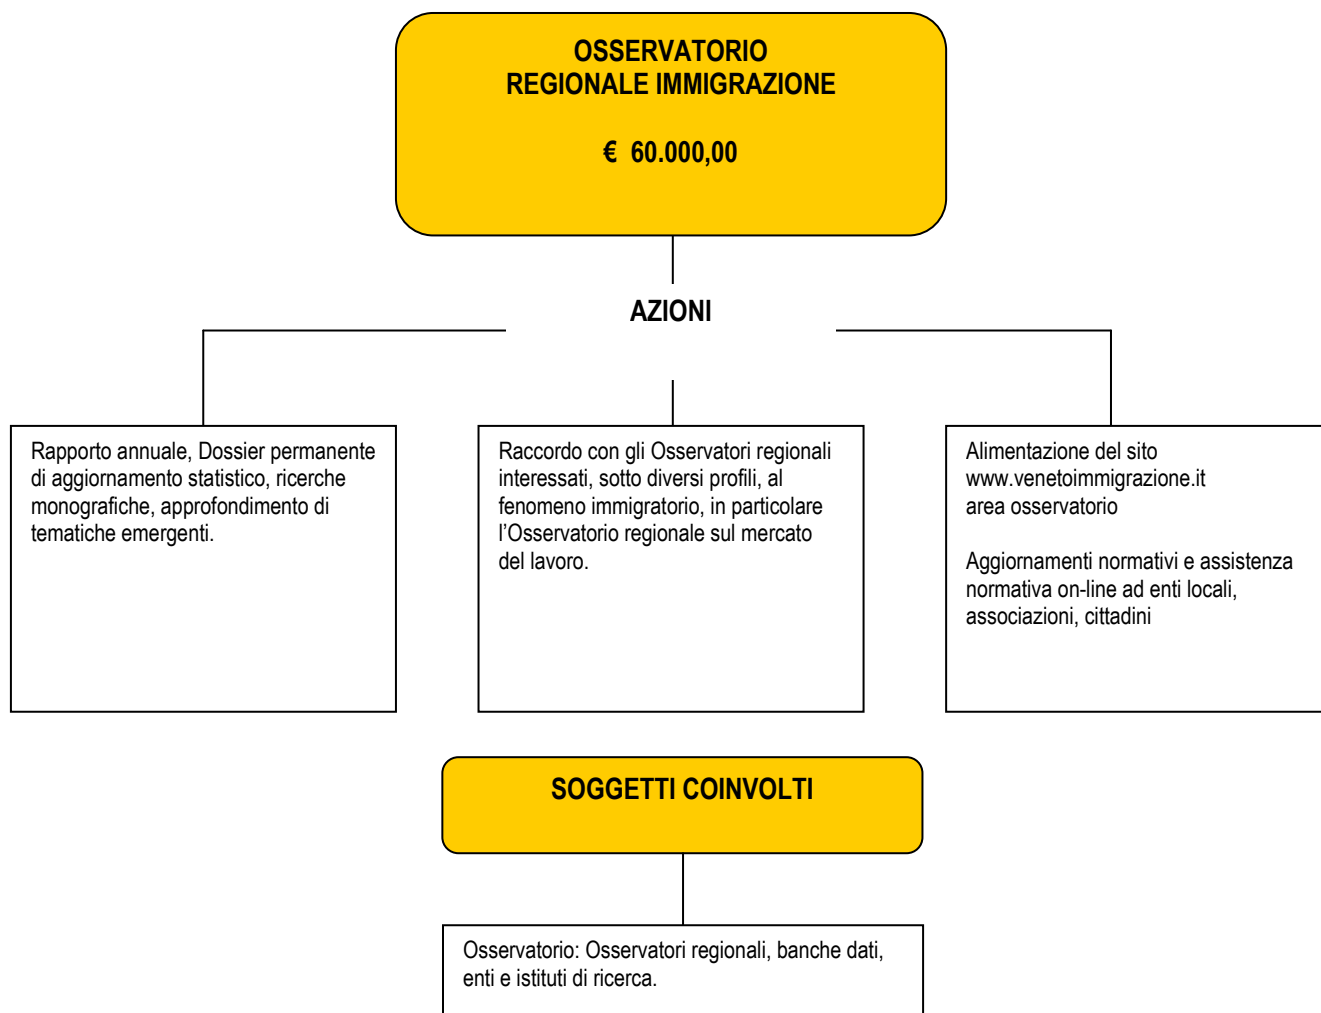 OSSERVATORIO
REGIONALE IMMIGRAZIONE
€ 60.000,00
AZIONI
Rapporto annuale, Dossier permanente
di aggiornamento statistico, ricerche
monografiche, approfondimento di
tematiche emergenti.
Raccordo con gli Osservatori regionali
interessati, sotto diversi profili, al
fenomeno immigratorio, in particolare
l’Osservatorio regionale sul mercato
del lavoro.
Alimentazione del sito
www.venetoimmigrazione.it
area osservatorio
Aggiornamenti normativi e assistenza
normativa on-line ad enti locali,
associazioni, cittadini
SOGGETTI COINVOLTI
Osservatorio: Osservatori regionali, banche dati,
enti e istituti di ricerca.